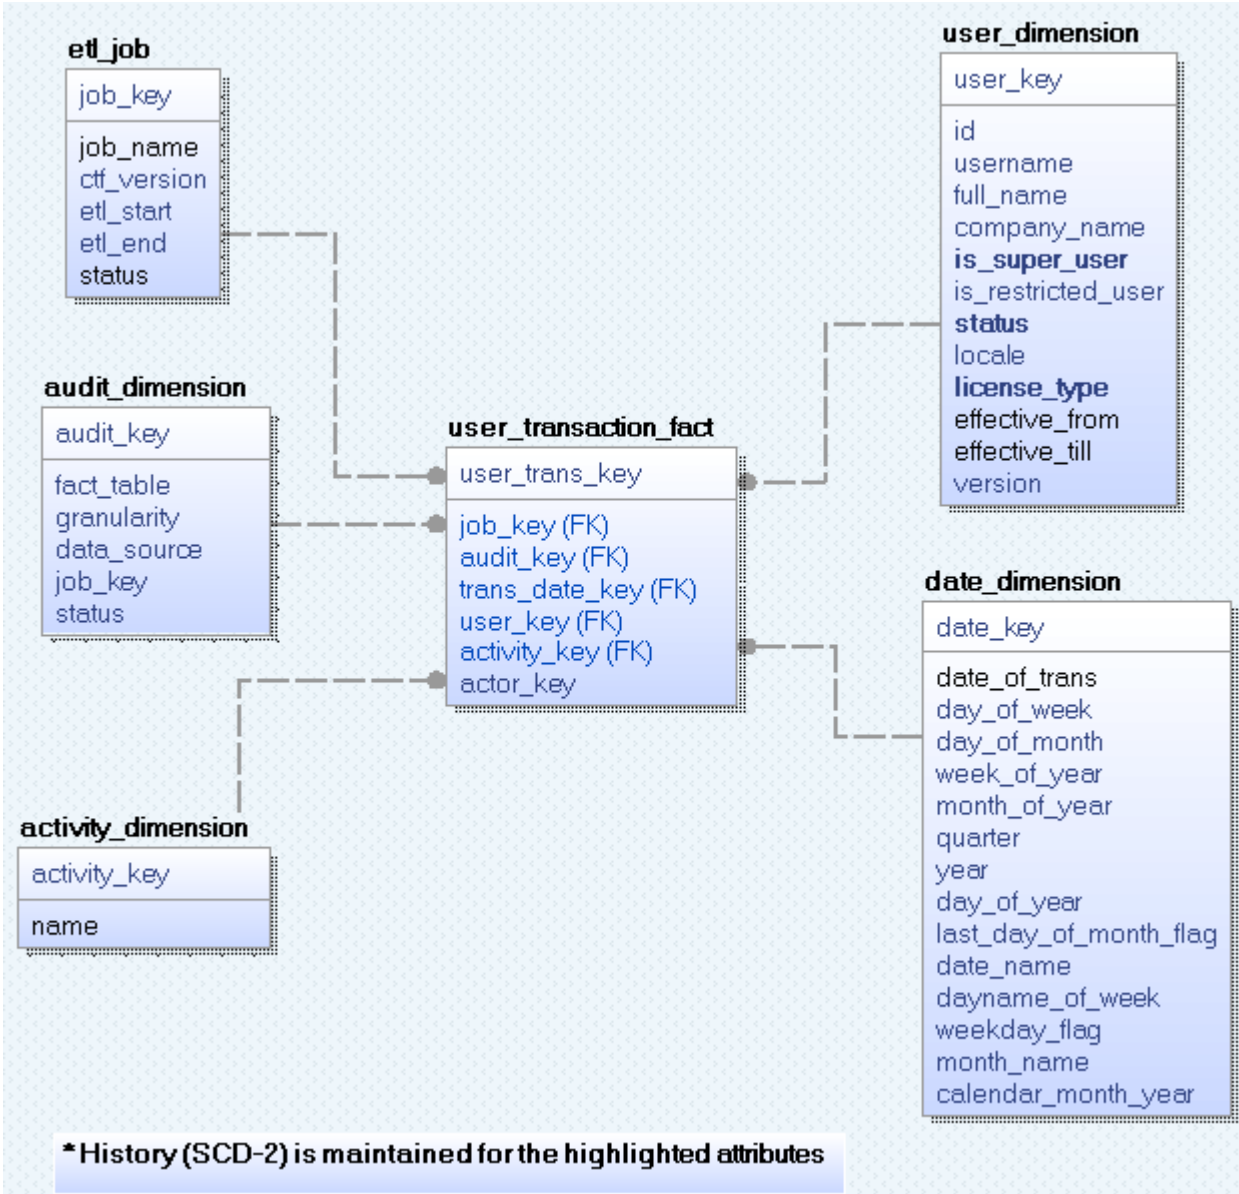 etl_job
job_key
job_name
ctf_version
etl_start
etl_end
status
user_dimension
user_key
id
username
full_name
company_name
is_super_user
is_restricted_user
status
locale
license_type
effective_from
effective_till
version
audit_dimension
audit_key
fact_table
granularity
data_source
job_key
status
user_transaction_fact
user_trans_key
job_key (FK)
audit_key (FK)
trans_date_key (FK)
user_key (FK)
activity_key (FK)
actor_key
date_dimension
date_key
date_of_trans
day_of_week
day_of_month
week_of_year
month_of_year
quarter
year
day_of_year
last_day_of_month_flag
date_name
dayname_of_week
weekday_flag
month_name
calendar_month_year
activity_dimension
activity_key
name
* History (SCD-2) is maintained for the highlighted attributes